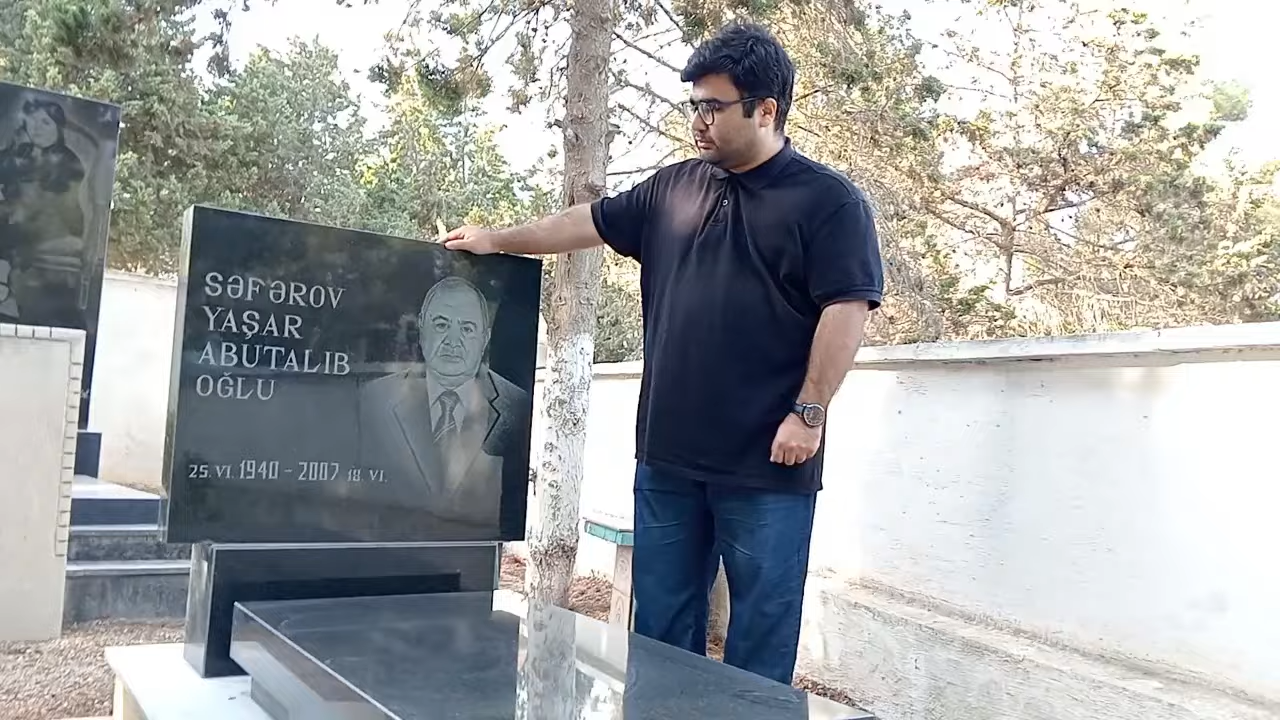 SƏFƏROV
YAŞAR
ABUTALIB
OĞLU
25. VI. 1940 - 2007 18. VI.